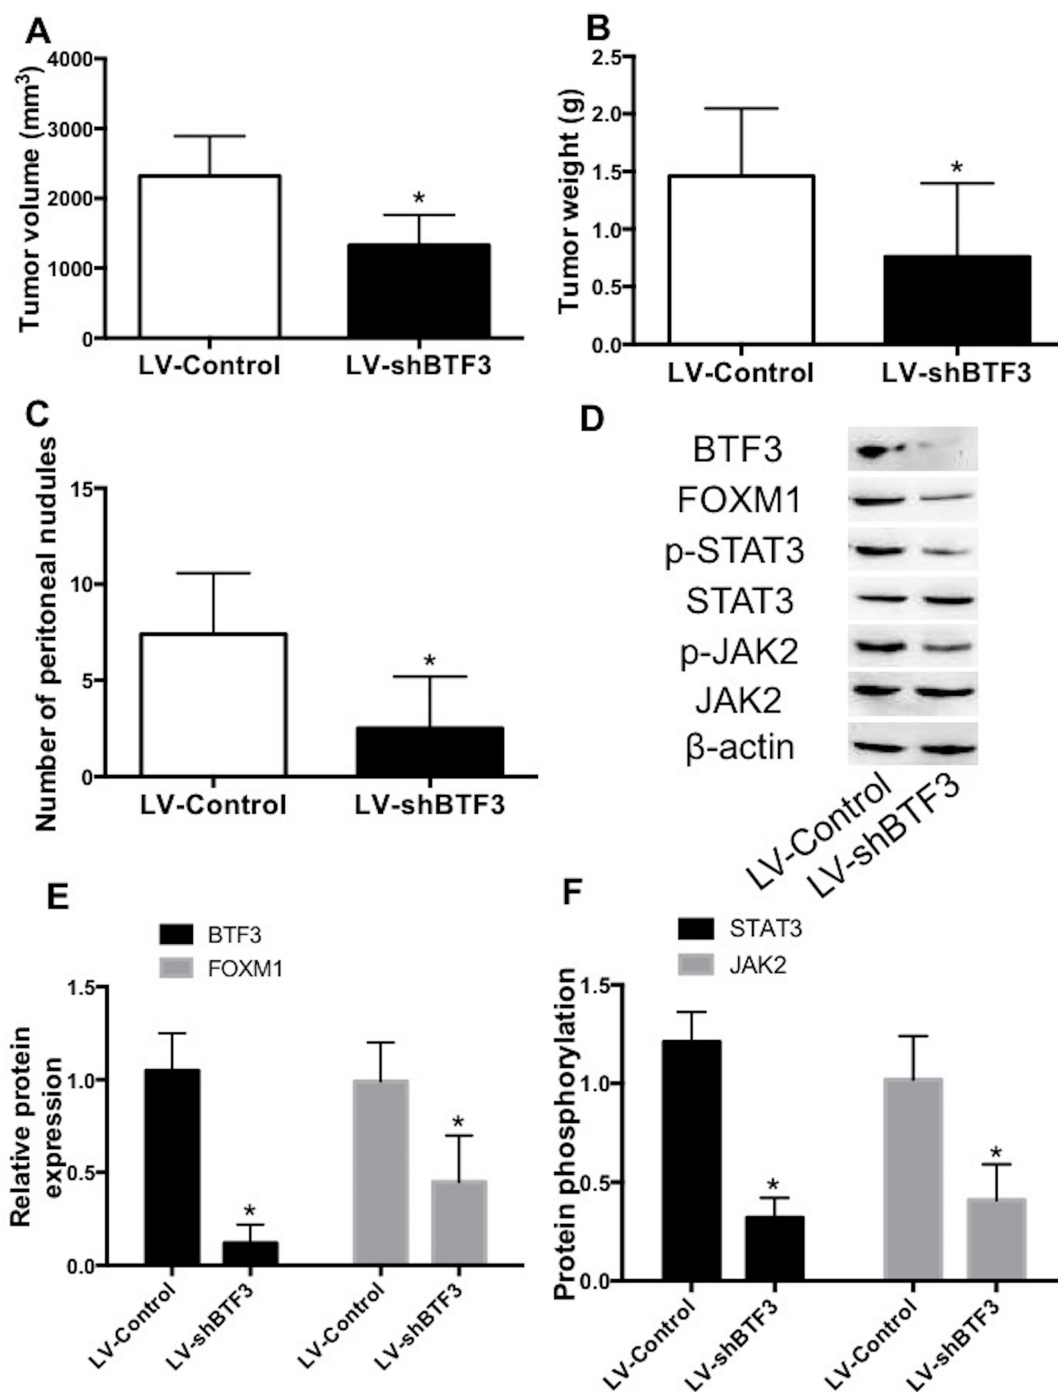 A
Tumor volume (mm3)
4000
3000
2000
1000
0
*
LV-Control
LV-shBTF3
B
Tumor weight (g)
2.5
2.0
1.5
1.0
0.5
0.0
*
LV-Control
LV-shBTF3
C
Number of peritoneal nudules
15
10
5
0
*
LV-Control
LV-shBTF3
D
BTF3
FOXM1
p-STAT3
STAT3
p-JAK2
JAK2
β-actin
LV-Control
LV-shBTF3
E
BTF3
FOXM1
Relative protein
expression
1.5
1.0
0.5
0.0
*
*
LV-Control
LV-shBTF3
LV-Control
LV-shBTF3
F
STAT3
JAK2
Protein phosphorylation
1.5
1.0
0.5
0.0
*
*
LV-Control
LV-shBTF3
LV-Control
LV-shBTF3